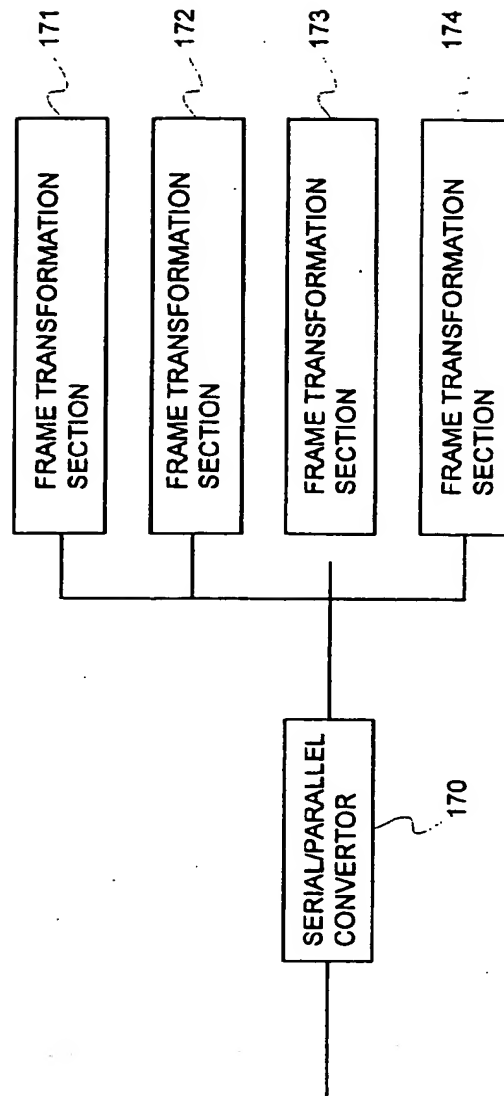 FRAME TRANSFORMATION
SECTION
171
FRAME TRANSFORMATION
SECTION
172
FRAME TRANSFORMATION
SECTION
173
FRAME TRANSFORMATION
SECTION
174
SERIAL/PARALLEL
CONVERTOR
170